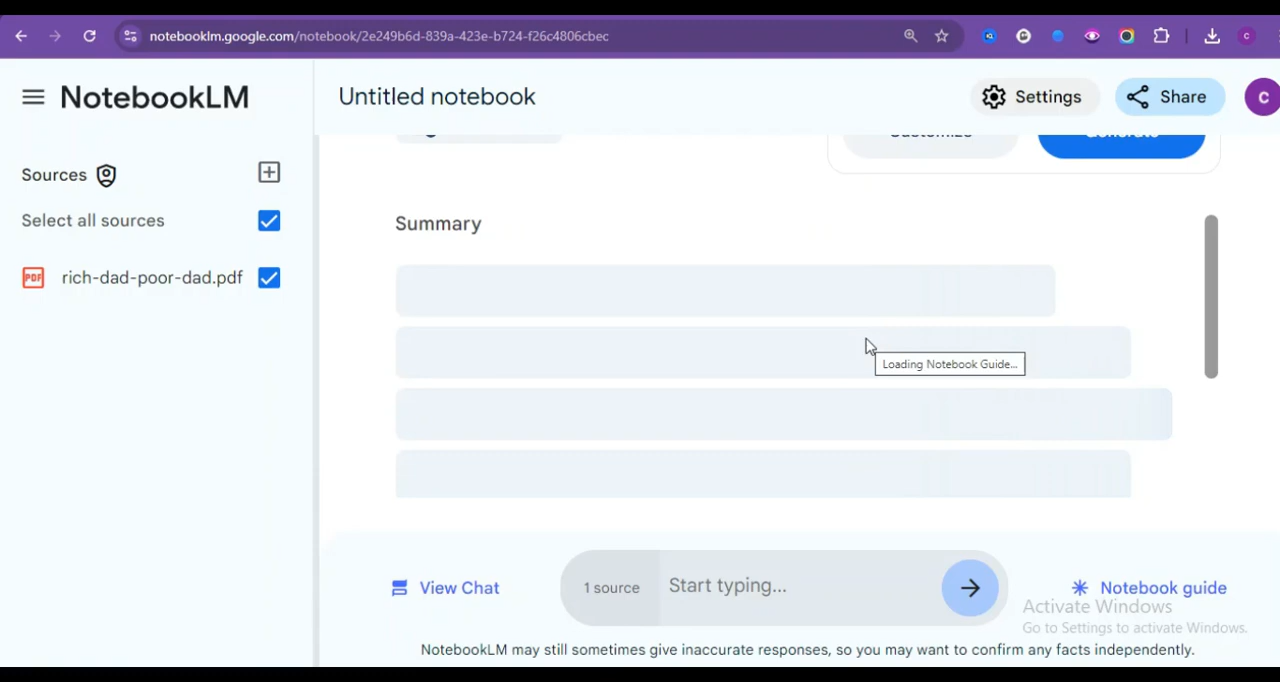 notebooklm.google.com/notebook/2e249b6d-839a-423e-b724-f26c4806cbec
C
NotebookLM
Untitled notebook
Settings
Share
C
Sources
Customize
Generate
Select all sources
Summary
PDF
rich-dad-poor-dad.pdf
Loading Notebook Guide...
View Chat
1 source
Start typing...
Notebook guide
Activate Windows
Go to Settings to activate Windows.
NotebookLM may still sometimes give inaccurate responses, so you may want to confirm any facts independently.